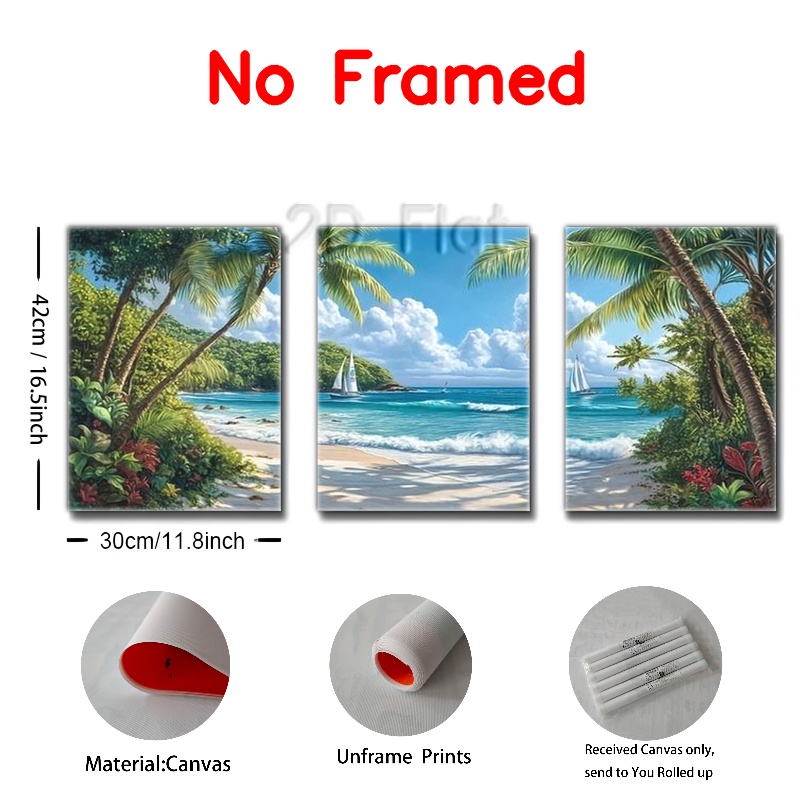 No Framed
2D Flat
42cm / 16.5inch
30cm/11.8inch
Material:Canvas
Unframe Prints
Received Canvas only,
send to You Rolled up